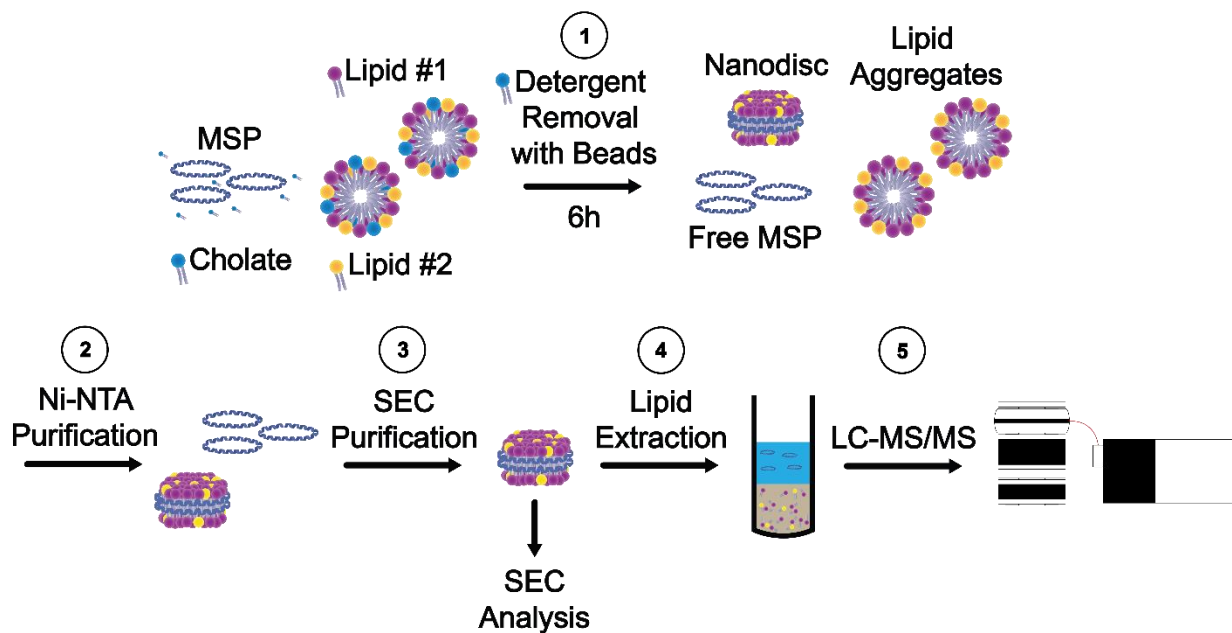 1
Lipid #1
Detergent
Removal
with Beads
6h
Nanodisc
Lipid
Aggregates
MSP
Free MSP
Cholate
Lipid #2
2
Ni-NTA
Purification
3
SEC
Purification
4
Lipid
Extraction
5
LC-MS/MS
SEC
Analysis